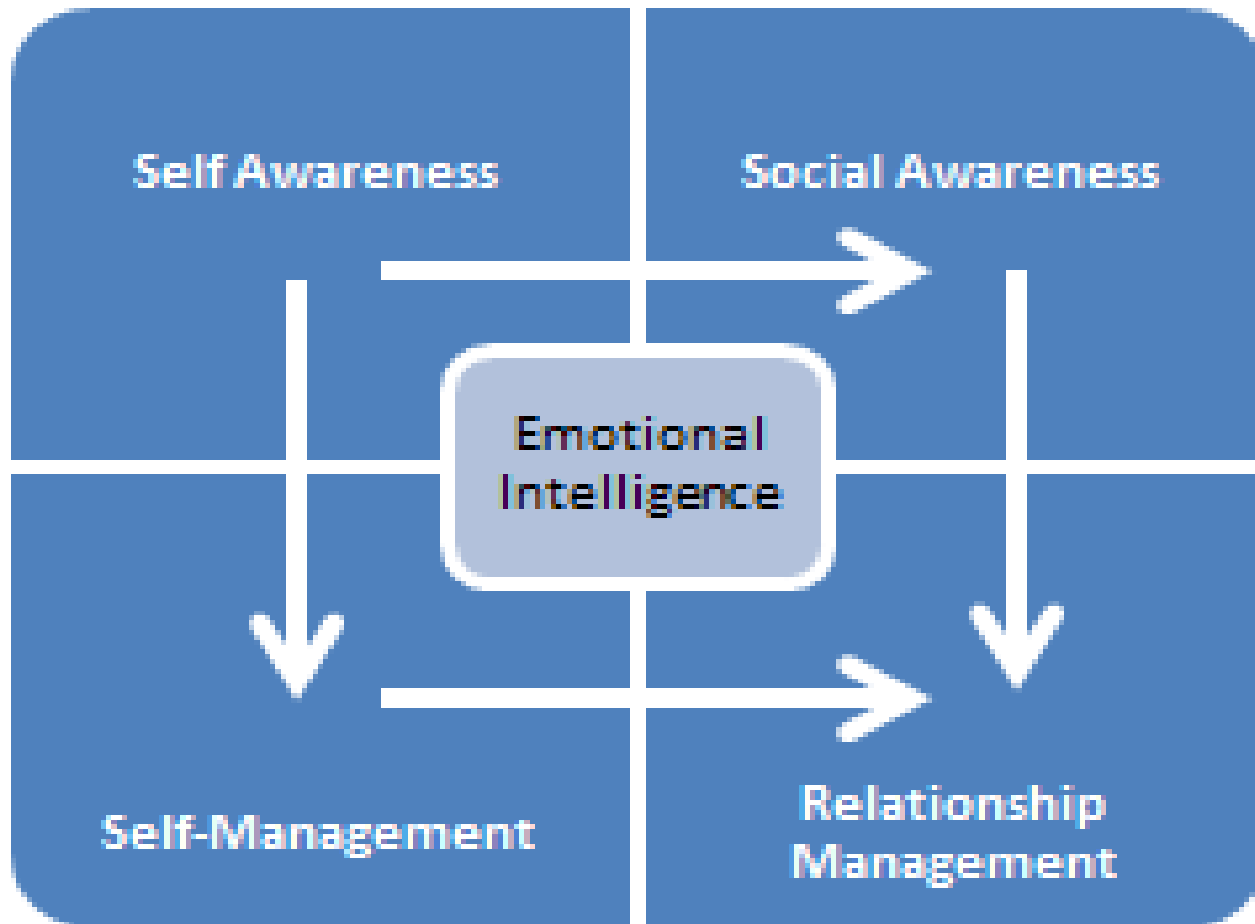 Self Awareness
Social Awareness
Emotional
Intelligence
Self-Management
Relationship
Management